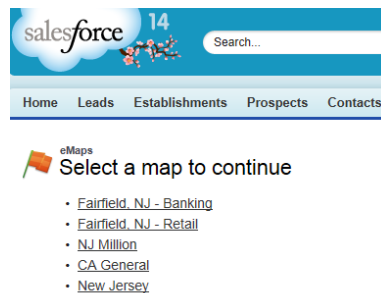 salesforce 14
Search...
Home Leads Establishments Prospects Contacts
eMaps
Select a map to continue
• Fairfield, NJ - Banking
• Fairfield, NJ - Retail
• NJ Million
• CA General
• New Jersey